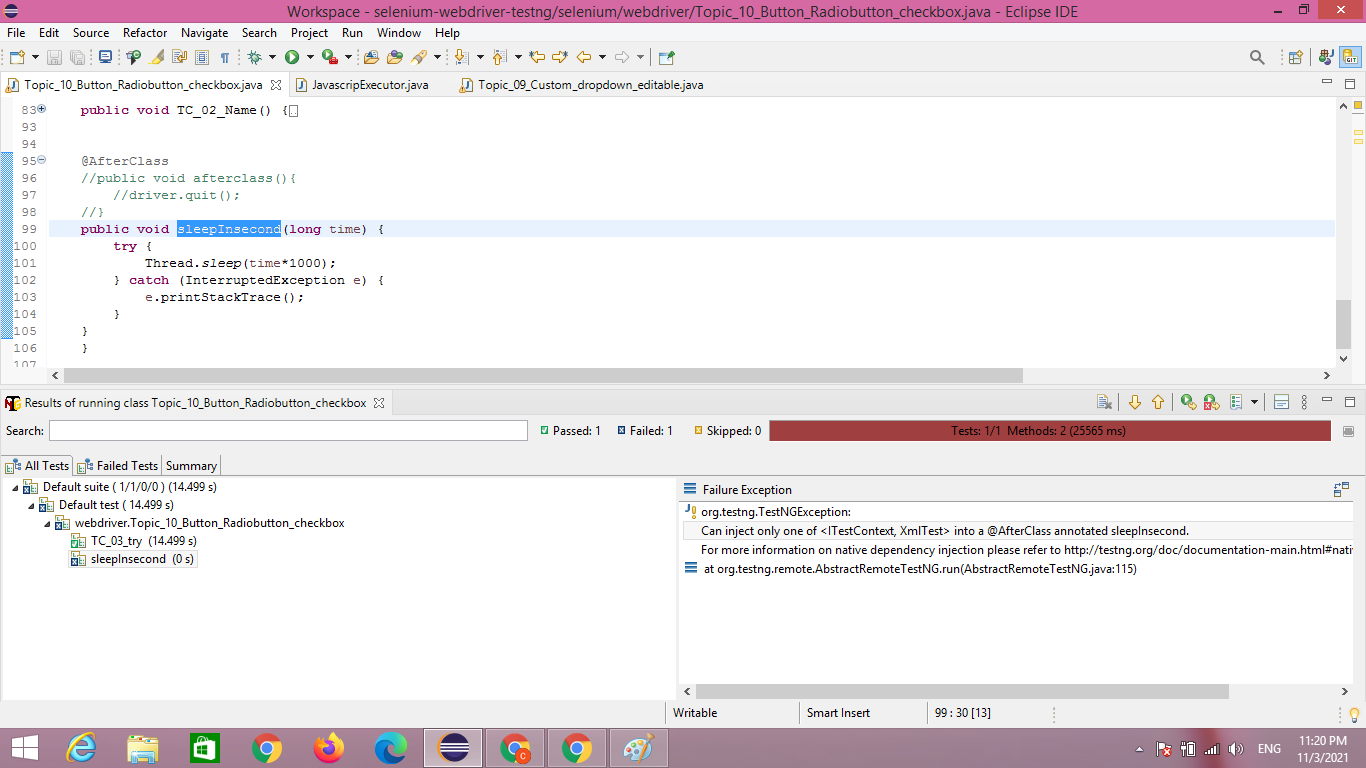 Workspace - selenium-webdriver-testng/selenium/webdriver/Topic_10_Button_Radiobutton_checkbox.java - Eclipse IDE
File Edit Source Refactor Navigate Search Project Run Window Help
Topic_10_Button_Radiobutton_checkbox.java JavascripExecutor.java Topic_09_Custom_dropdown_editable.java
83 public void TC_02_Name() {
93
94
95 @AfterClass
96 //public void afterclass(){
97 //driver.quit();
98 //}
99 public void sleepInsecond(long time) {
100 try {
101 Thread.sleep(time*1000);
102 } catch (InterruptedException e) {
103 e.printStackTrace();
104 }
105 }
106 }
107
Results of running class Topic_10_Button_Radiobutton_checkbox
Search: Passed: 1 Failed: 1 Skipped: 0 Tests: 1/1 Methods: 2 (25565 ms)
All Tests Failed Tests Summary
Default suite ( 1/1/0/0 ) (14.499 s)
Default test ( 14.499 s)
webdriver.Topic_10_Button_Radiobutton_checkbox
TC_03_try (14.499 s)
sleepInsecond (0 s)
Failure Exception
org.testng.TestNGException:
Can inject only one of <ITestContext, XmlTest> into a @AfterClass annotated sleepInsecond.
For more information on native dependency injection please refer to http://testng.org/doc/documentation-main.html#nati
at org.testng.remote.AbstractRemoteTestNG.run(AbstractRemoteTestNG.java:115)
Writable Smart Insert 99 : 30 [13]
ENG 11:20 PM
11/3/2021